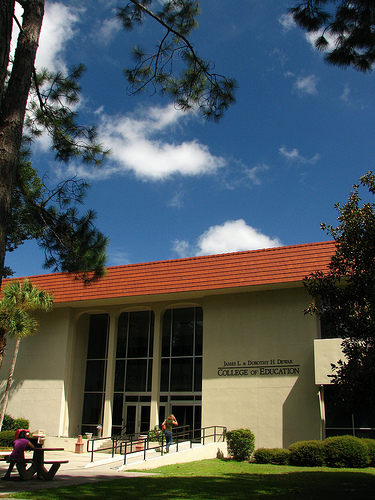 James L. & Dorothy H. Dewar
College of Education